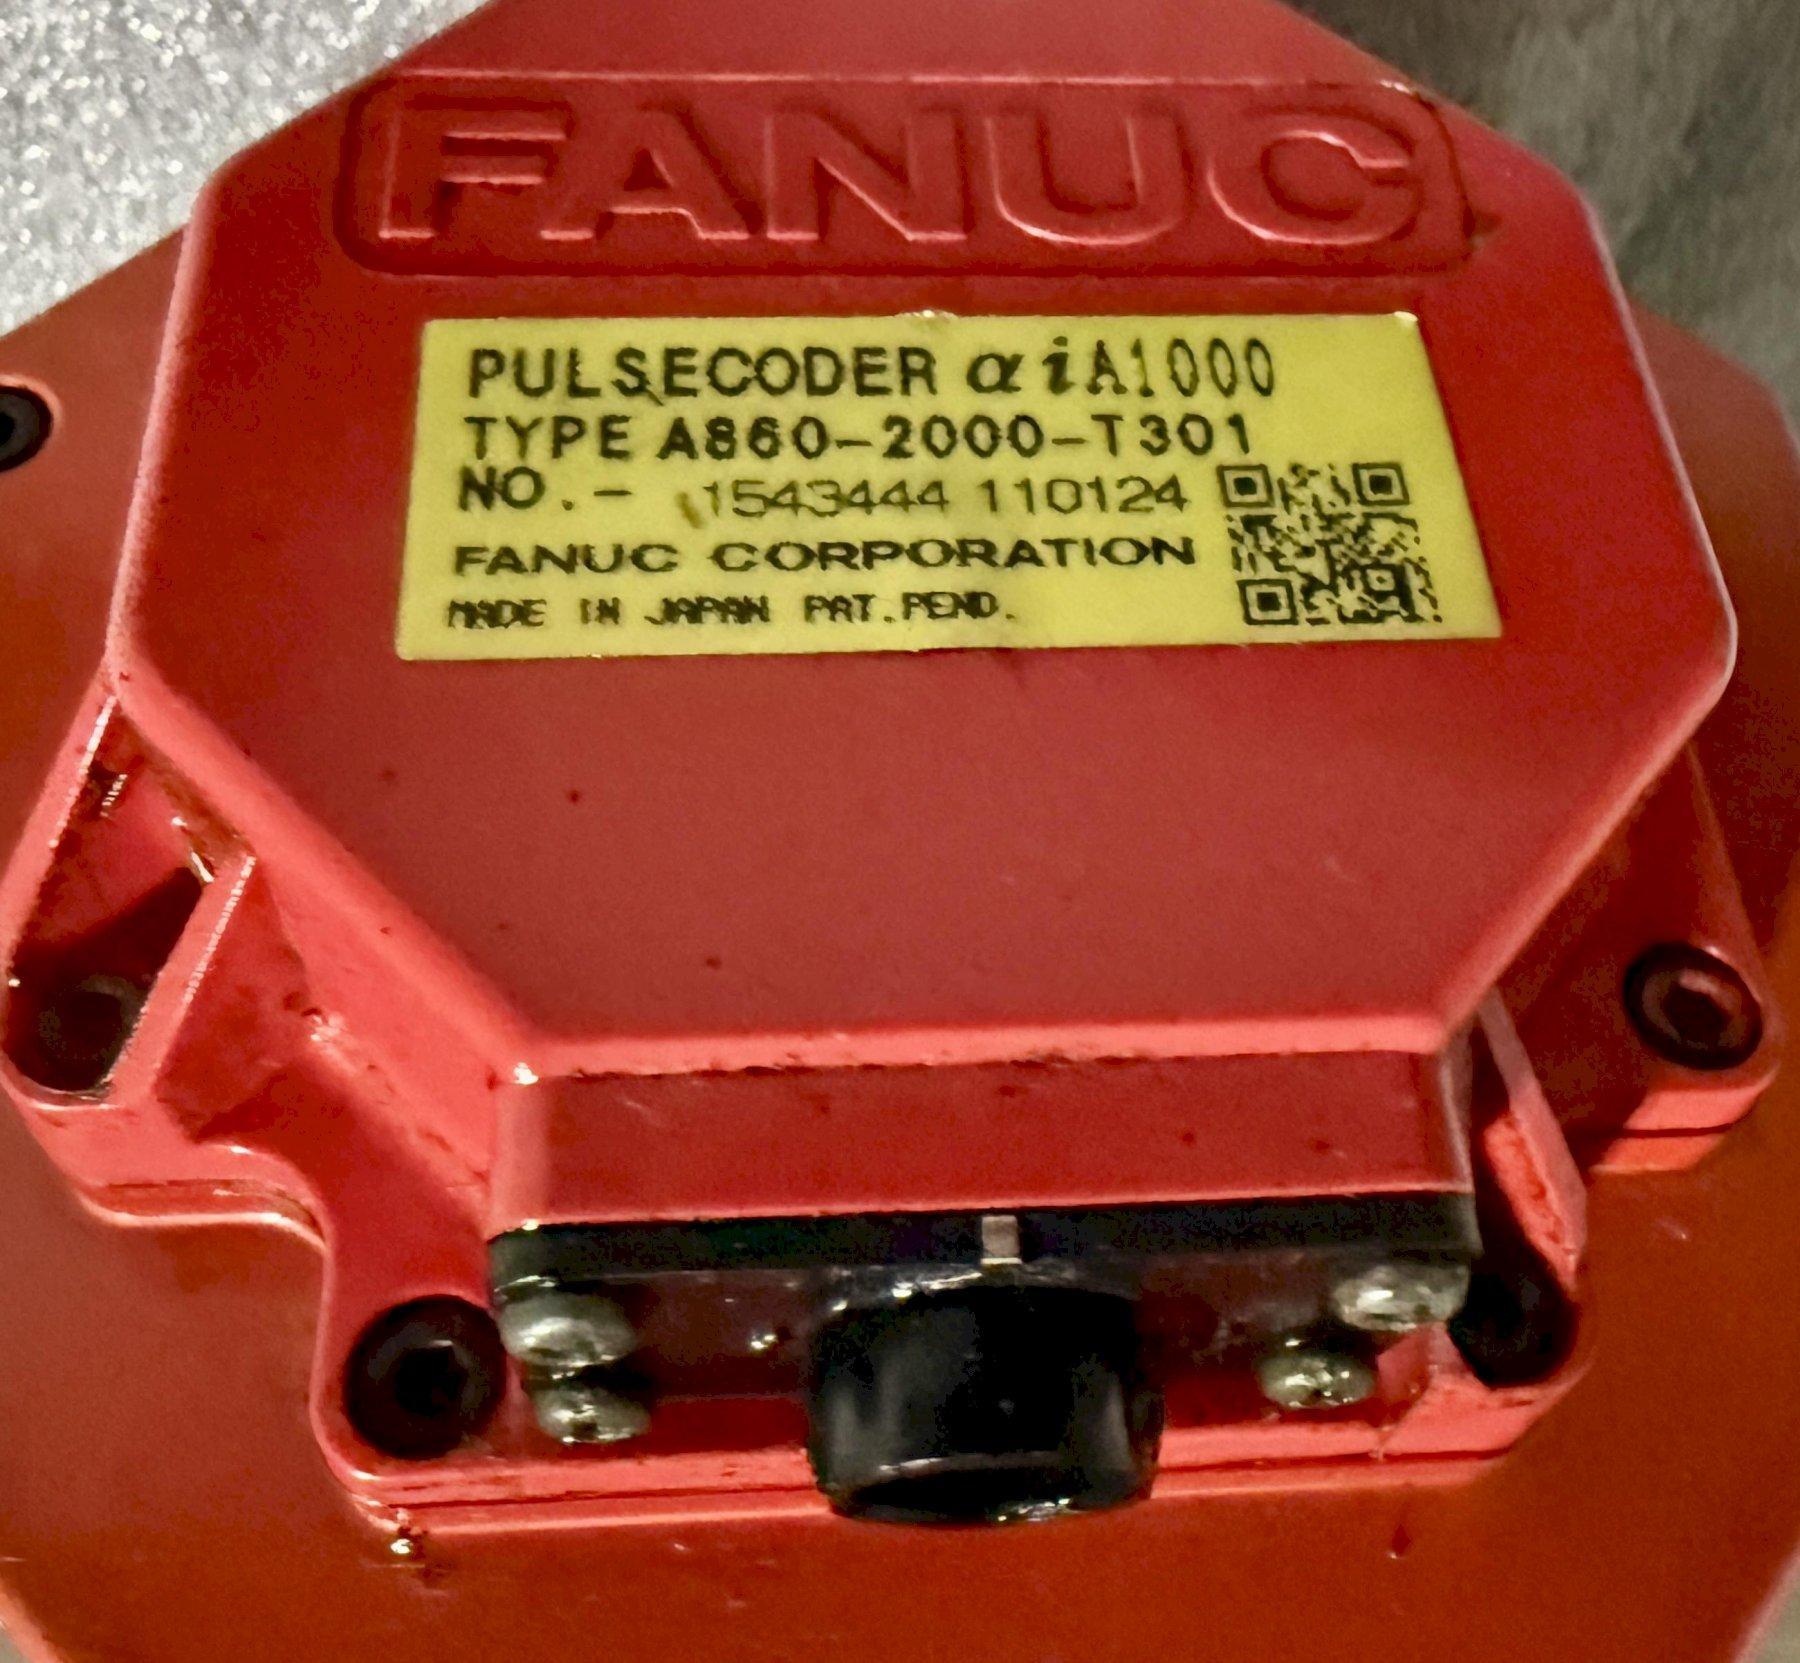 FANUC
PULSECODER αiA1000
TYPE A860-2000-T301
NO.- 1543444 110124
FANUC CORPORATION
MADE IN JAPAN PAT.PEND.